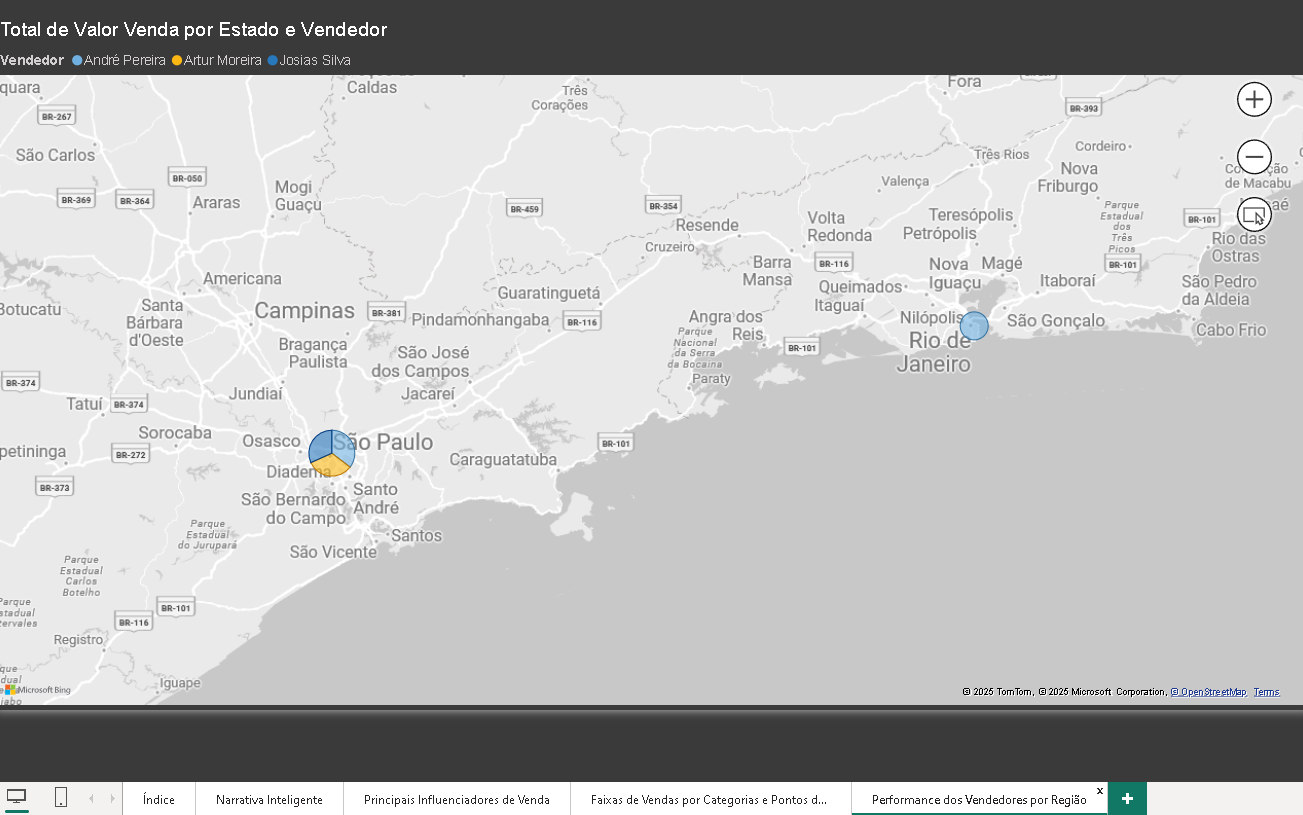 Total de Valor Venda por Estado e Vendedor
Vendedor André Pereira Artur Moreira Josias Silva
quara
Caldas
Três
Corações
Fora
BR-267
BR-393
São Carlos
Três Rios
Cordeiro
BR-050
Mogi
Guaçu
Valença
Nova
Friburgo
de Macabu
BR-369
BR-364
Araras
BR-459
BR-354
Resende
Volta
Redonda
Teresópolis
Petrópolis
Parque
Estadual
dos
Três
Picos
BR-101
Rio das
Ostras
Cruzeiro
Americana
Barra
Mansa
BR-116
Nova
Iguaçu
Magé
BR-101
Itaboraí
São Pedro
da Aldeia
Botucatu
Santa
Bárbara
d'Oeste
Campinas
BR-381
Guaratinguetá
Pindamonhangaba
BR-116
Queimados
Itaguaí
Angra dos
Reis
Nilópolis
Rio de
Janeiro
São Gonçalo
Cabo Frio
Bragança
Paulista
São José
dos Campos
Parque
Nacional
da Serra
da Bocaina
BR-101
Paraty
BR-374
Jundiaí
Jacareí
Tatuí
BR-374
Sorocaba
Osasco
São Paulo
BR-101
petininga
BR-272
Diadema
Caraguatatuba
BR-373
São Bernardo
do Campo
Santo
André
Parque
Estadual
do Jurupará
Santos
São Vicente
Parque
Estadual
Carlos
Botelho
Parque
stadual
tervales
BR-101
BR-116
Registro
Iguape
Microsoft Bing
© 2025 TomTom, © 2025 Microsoft Corporation, © OpenStreetMap Terms
Índice
Narrativa Inteligente
Principais Influenciadores de Venda
Faixas de Vendas por Categorias e Pontos d...
Performance dos Vendedores por Região
x
+